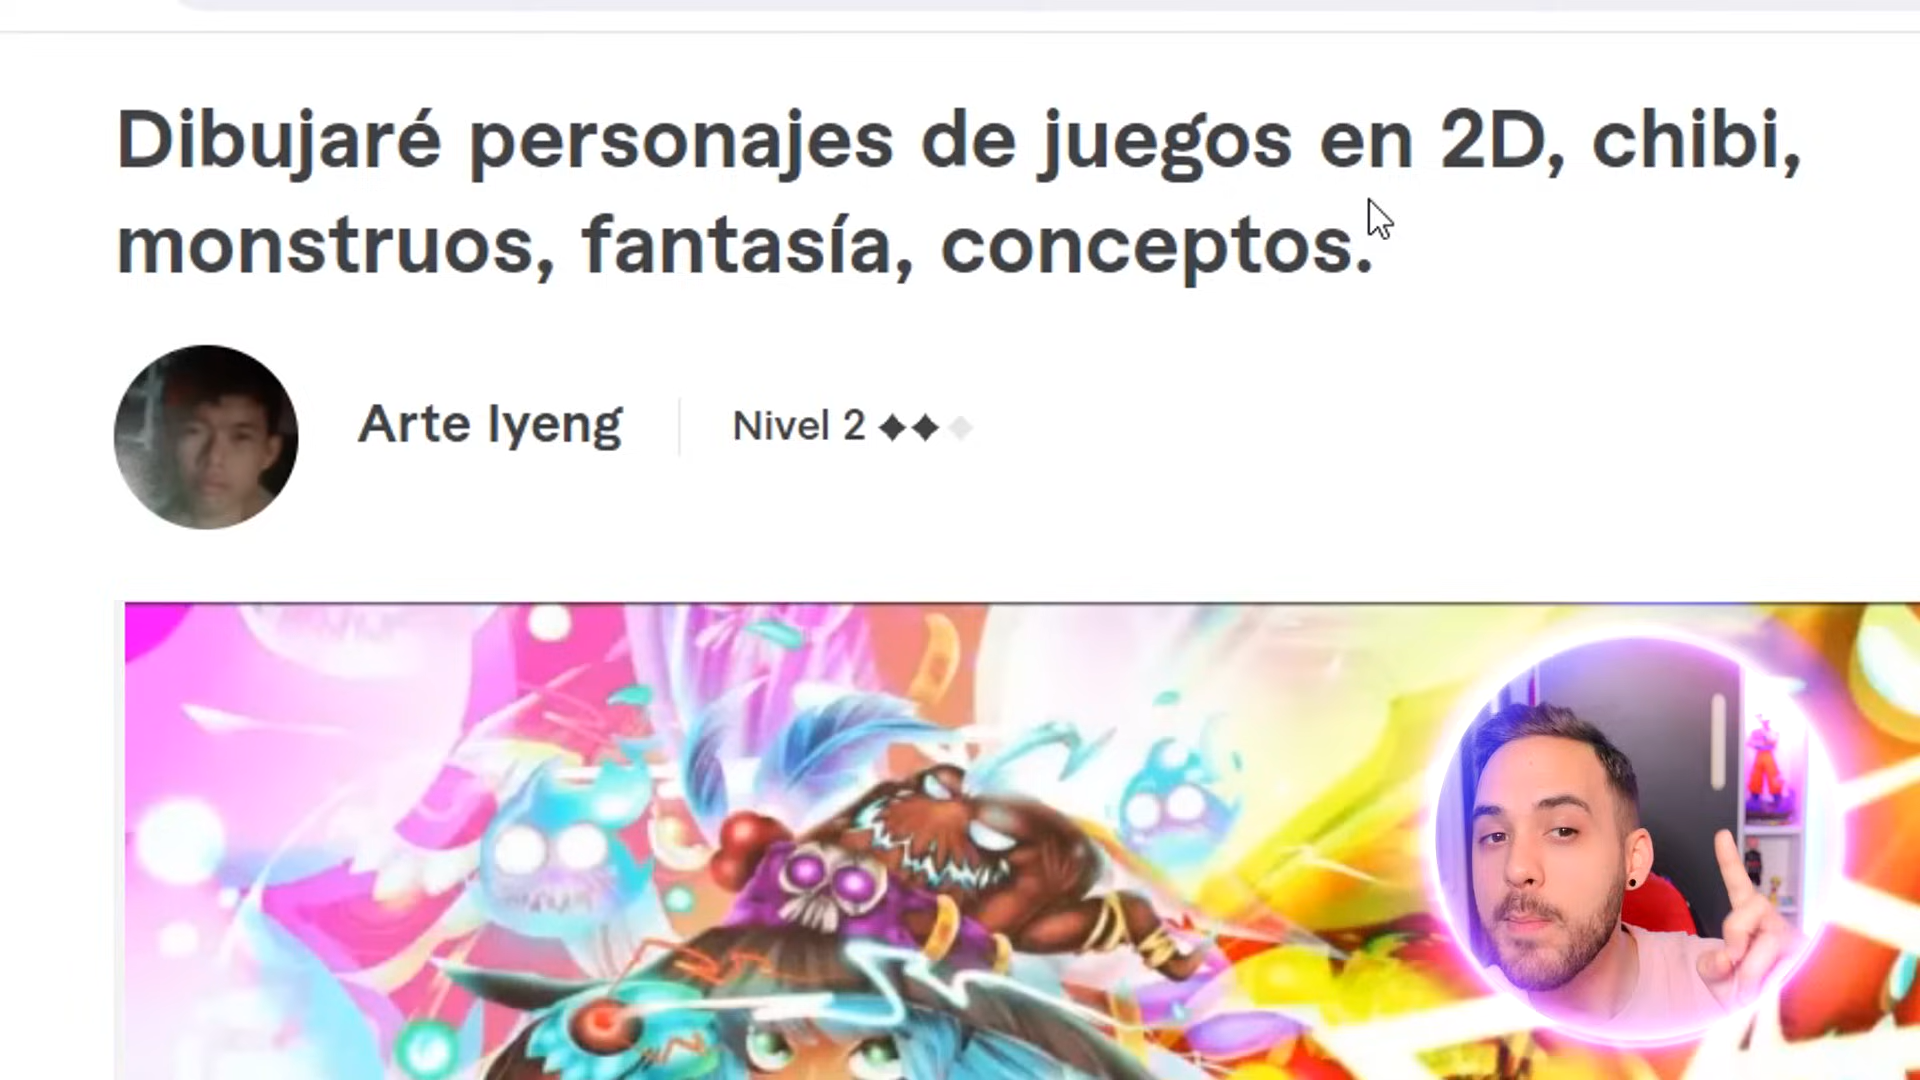 Dibujaré personajes de juegos en 2D, chibi,
monstruos, fantasía, conceptos.
Arte Iyeng
Nivel 2